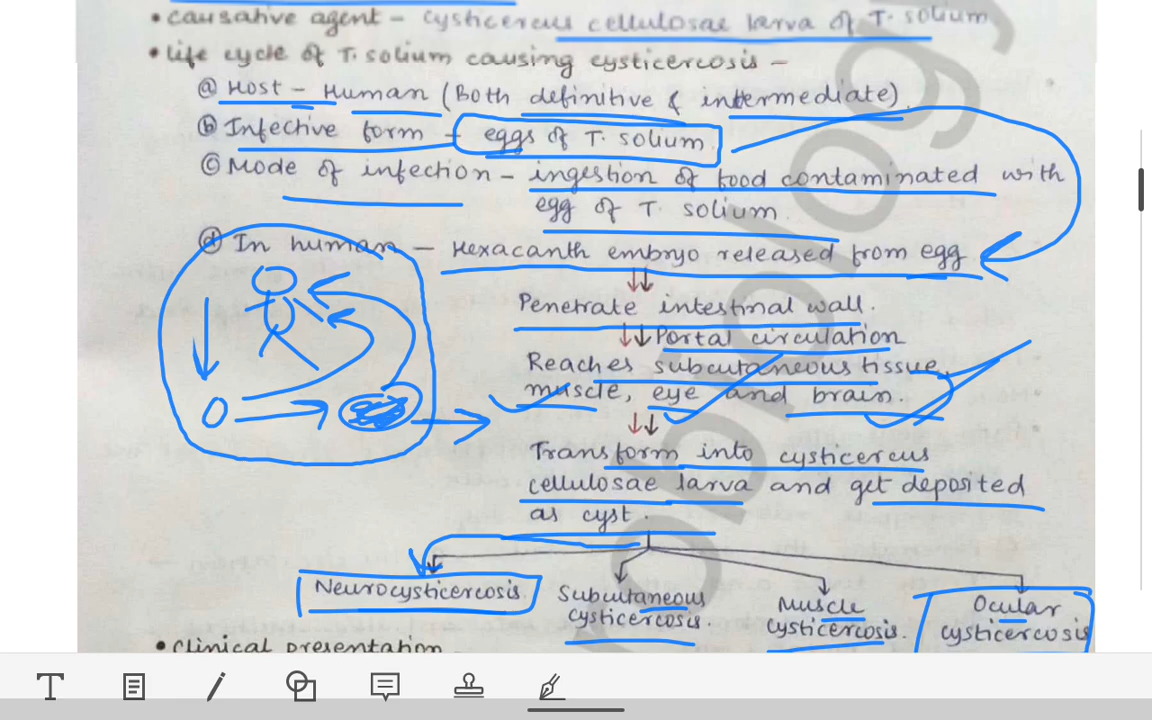 • causative agent - cysticercus cellulosae larva of T. solium
• life cycle of T. solium causing cysticercosis -
ⓐ Host - Human (Both definitive & intermediate)
ⓑ Infective form - eggs of T. solium
ⓒ Mode of infection - ingestion of food contaminated with
egg of T. solium
ⓓ In human - Hexacanth embryo released from egg
↓↓
Penetrate intestinal wall.
↓↓ Portal circulation
Reaches subcutaneous tissue,
muscle, eye and brain.
↓↓
Transform into cysticercus
cellulosae larva and get deposited
as cyst.
Neurocysticercosis. Subcutaneous cysticercosis. Muscle cysticercosis. Ocular cysticercosis
• clinical presentation
T